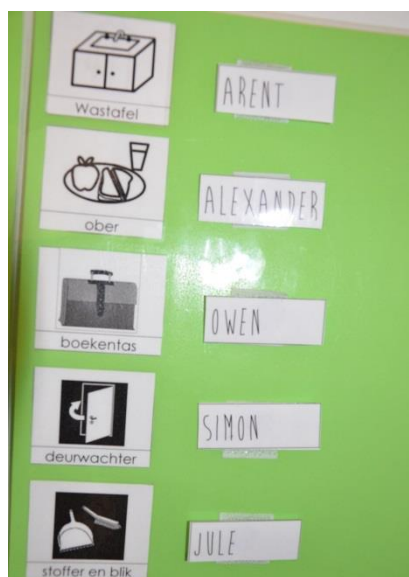 Wastafel
ARENT
ober
ALEXANDER
boekentas
OWEN
deurwachter
SIMON
stoffer en blik
JULE